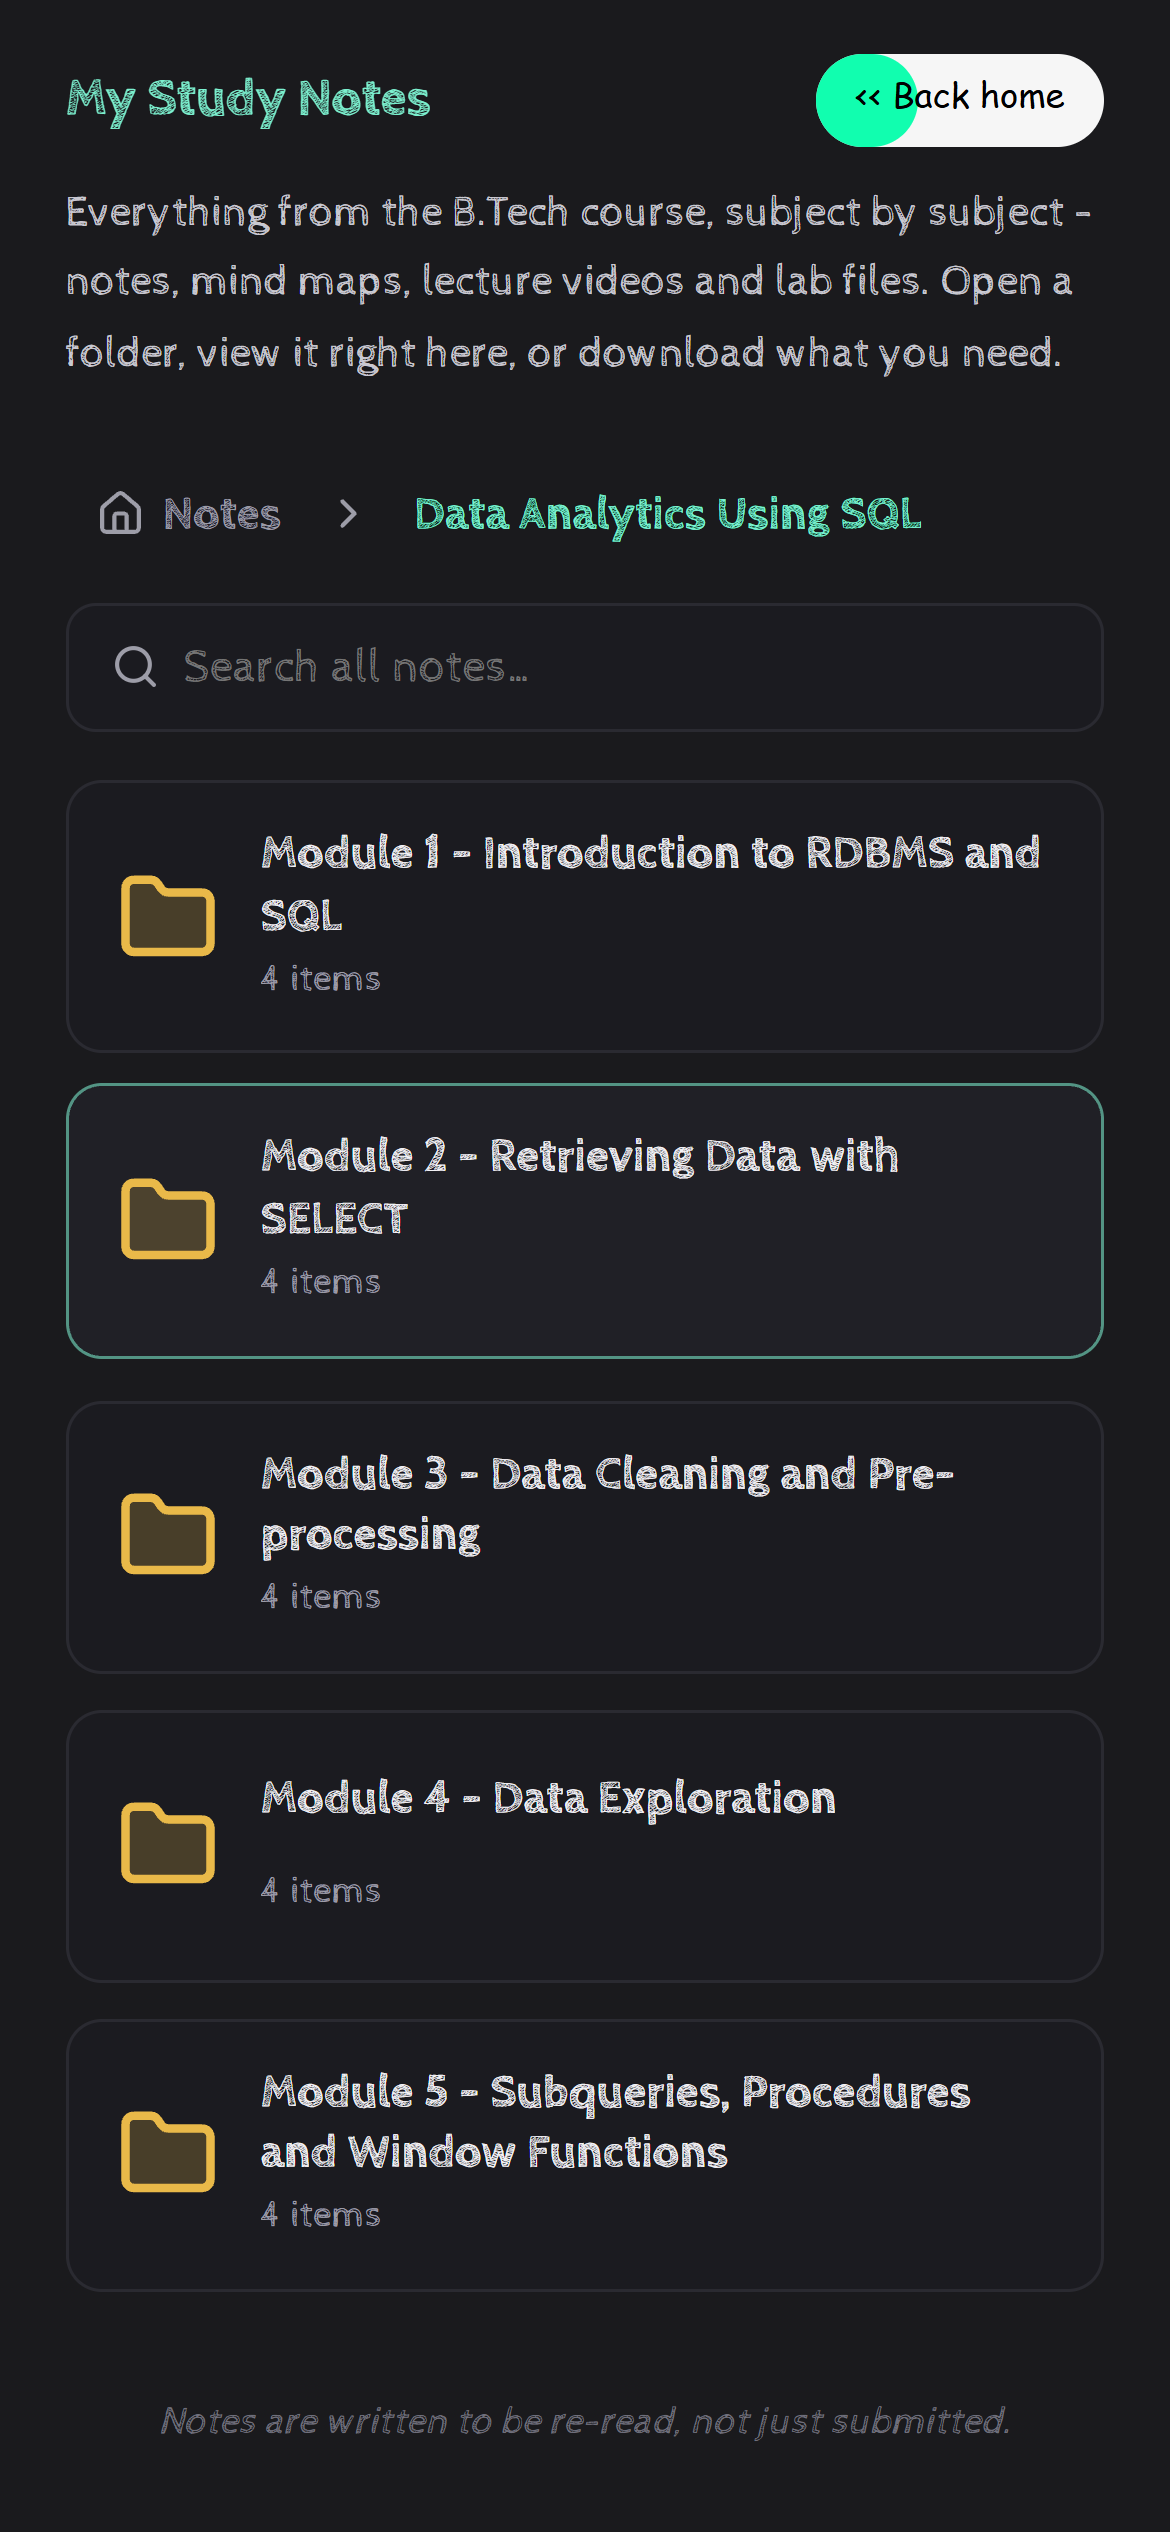 My Study Notes
<< Back home
Everything from the B.Tech course, subject by subject -
notes, mind maps, lecture videos and lab files. Open a
folder, view it right here, or download what you need.
Notes > Data Analytics Using SQL
Search all notes...
Module 1 - Introduction to RDBMS and
SQL
4 items
Module 2 - Retrieving Data with
SELECT
4 items
Module 3 - Data Cleaning and Pre-
processing
4 items
Module 4 - Data Exploration
4 items
Module 5 - Subqueries, Procedures
and Window Functions
4 items
Notes are written to be re-read, not just submitted.